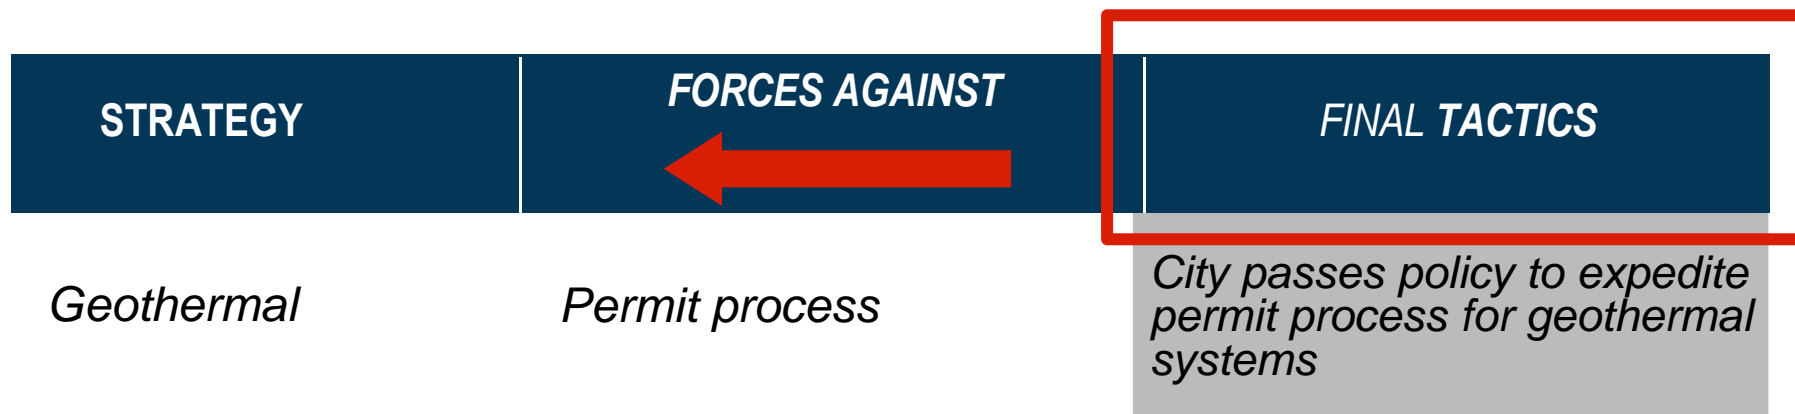 STRATEGY
FORCES AGAINST
FINAL TACTICS
Geothermal
Permit process
City passes policy to expedite
permit process for geothermal
systems